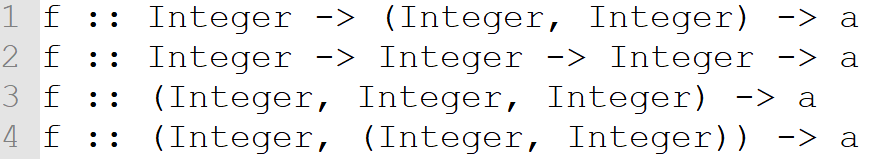 1 f :: Integer -> (Integer, Integer) -> a
2 f :: Integer -> Integer -> Integer -> a
3 f :: (Integer, Integer, Integer) -> a
4 f :: (Integer, (Integer, Integer)) -> a